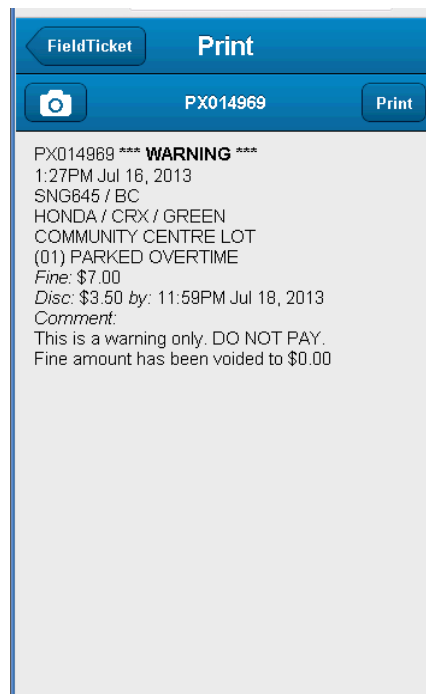 FieldTicket
Print
PX014969
Print
PX014969 *** WARNING ***
1:27PM Jul 16, 2013
SNG645 / BC
HONDA / CRX / GREEN
COMMUNITY CENTRE LOT
(01) PARKED OVERTIME
Fine: $7.00
Disc: $3.50 by: 11:59PM Jul 18, 2013
Comment:
This is a warning only. DO NOT PAY.
Fine amount has been voided to $0.00